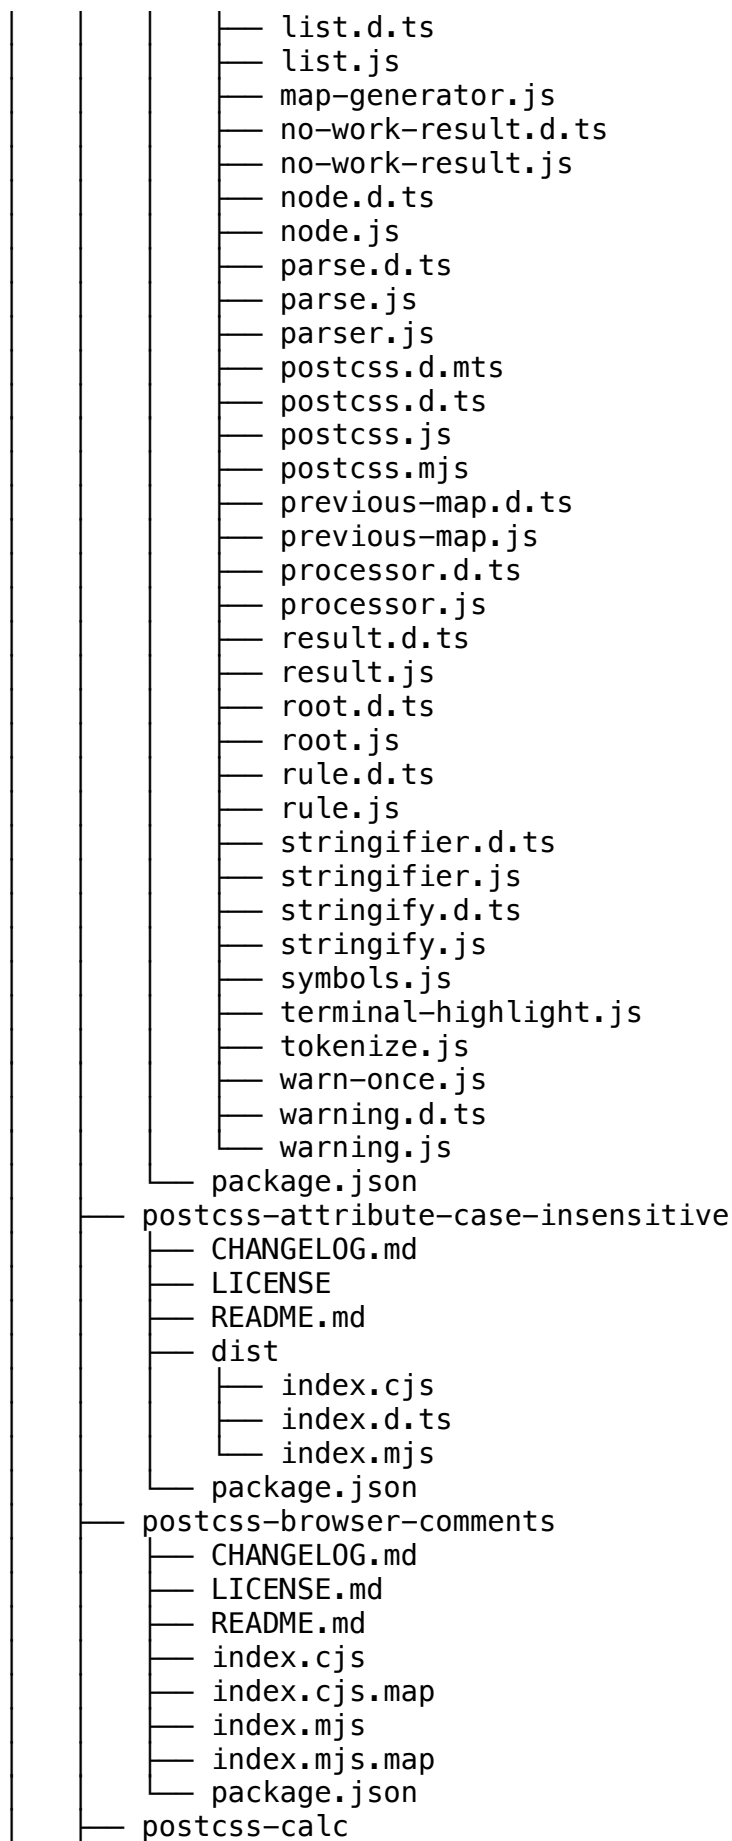 │   │   │   ├── list.d.ts
│   │   │   ├── list.js
│   │   │   ├── map-generator.js
│   │   │   ├── no-work-result.d.ts
│   │   │   ├── no-work-result.js
│   │   │   ├── node.d.ts
│   │   │   ├── node.js
│   │   │   ├── parse.d.ts
│   │   │   ├── parse.js
│   │   │   ├── parser.js
│   │   │   ├── postcss.d.mts
│   │   │   ├── postcss.d.ts
│   │   │   ├── postcss.js
│   │   │   ├── postcss.mjs
│   │   │   ├── previous-map.d.ts
│   │   │   ├── previous-map.js
│   │   │   ├── processor.d.ts
│   │   │   ├── processor.js
│   │   │   ├── result.d.ts
│   │   │   ├── result.js
│   │   │   ├── root.d.ts
│   │   │   ├── root.js
│   │   │   ├── rule.d.ts
│   │   │   ├── rule.js
│   │   │   ├── stringifier.d.ts
│   │   │   ├── stringifier.js
│   │   │   ├── stringify.d.ts
│   │   │   ├── stringify.js
│   │   │   ├── symbols.js
│   │   │   ├── terminal-highlight.js
│   │   │   ├── tokenize.js
│   │   │   ├── warn-once.js
│   │   │   ├── warning.d.ts
│   │   │   └── warning.js
│   │   └── package.json
│   ├── postcss-attribute-case-insensitive
│   │   ├── CHANGELOG.md
│   │   ├── LICENSE
│   │   ├── README.md
│   │   ├── dist
│   │   │   ├── index.cjs
│   │   │   ├── index.d.ts
│   │   │   └── index.mjs
│   │   └── package.json
│   ├── postcss-browser-comments
│   │   ├── CHANGELOG.md
│   │   ├── LICENSE.md
│   │   ├── README.md
│   │   ├── index.cjs
│   │   ├── index.cjs.map
│   │   ├── index.mjs
│   │   ├── index.mjs.map
│   │   └── package.json
│   ├── postcss-calc